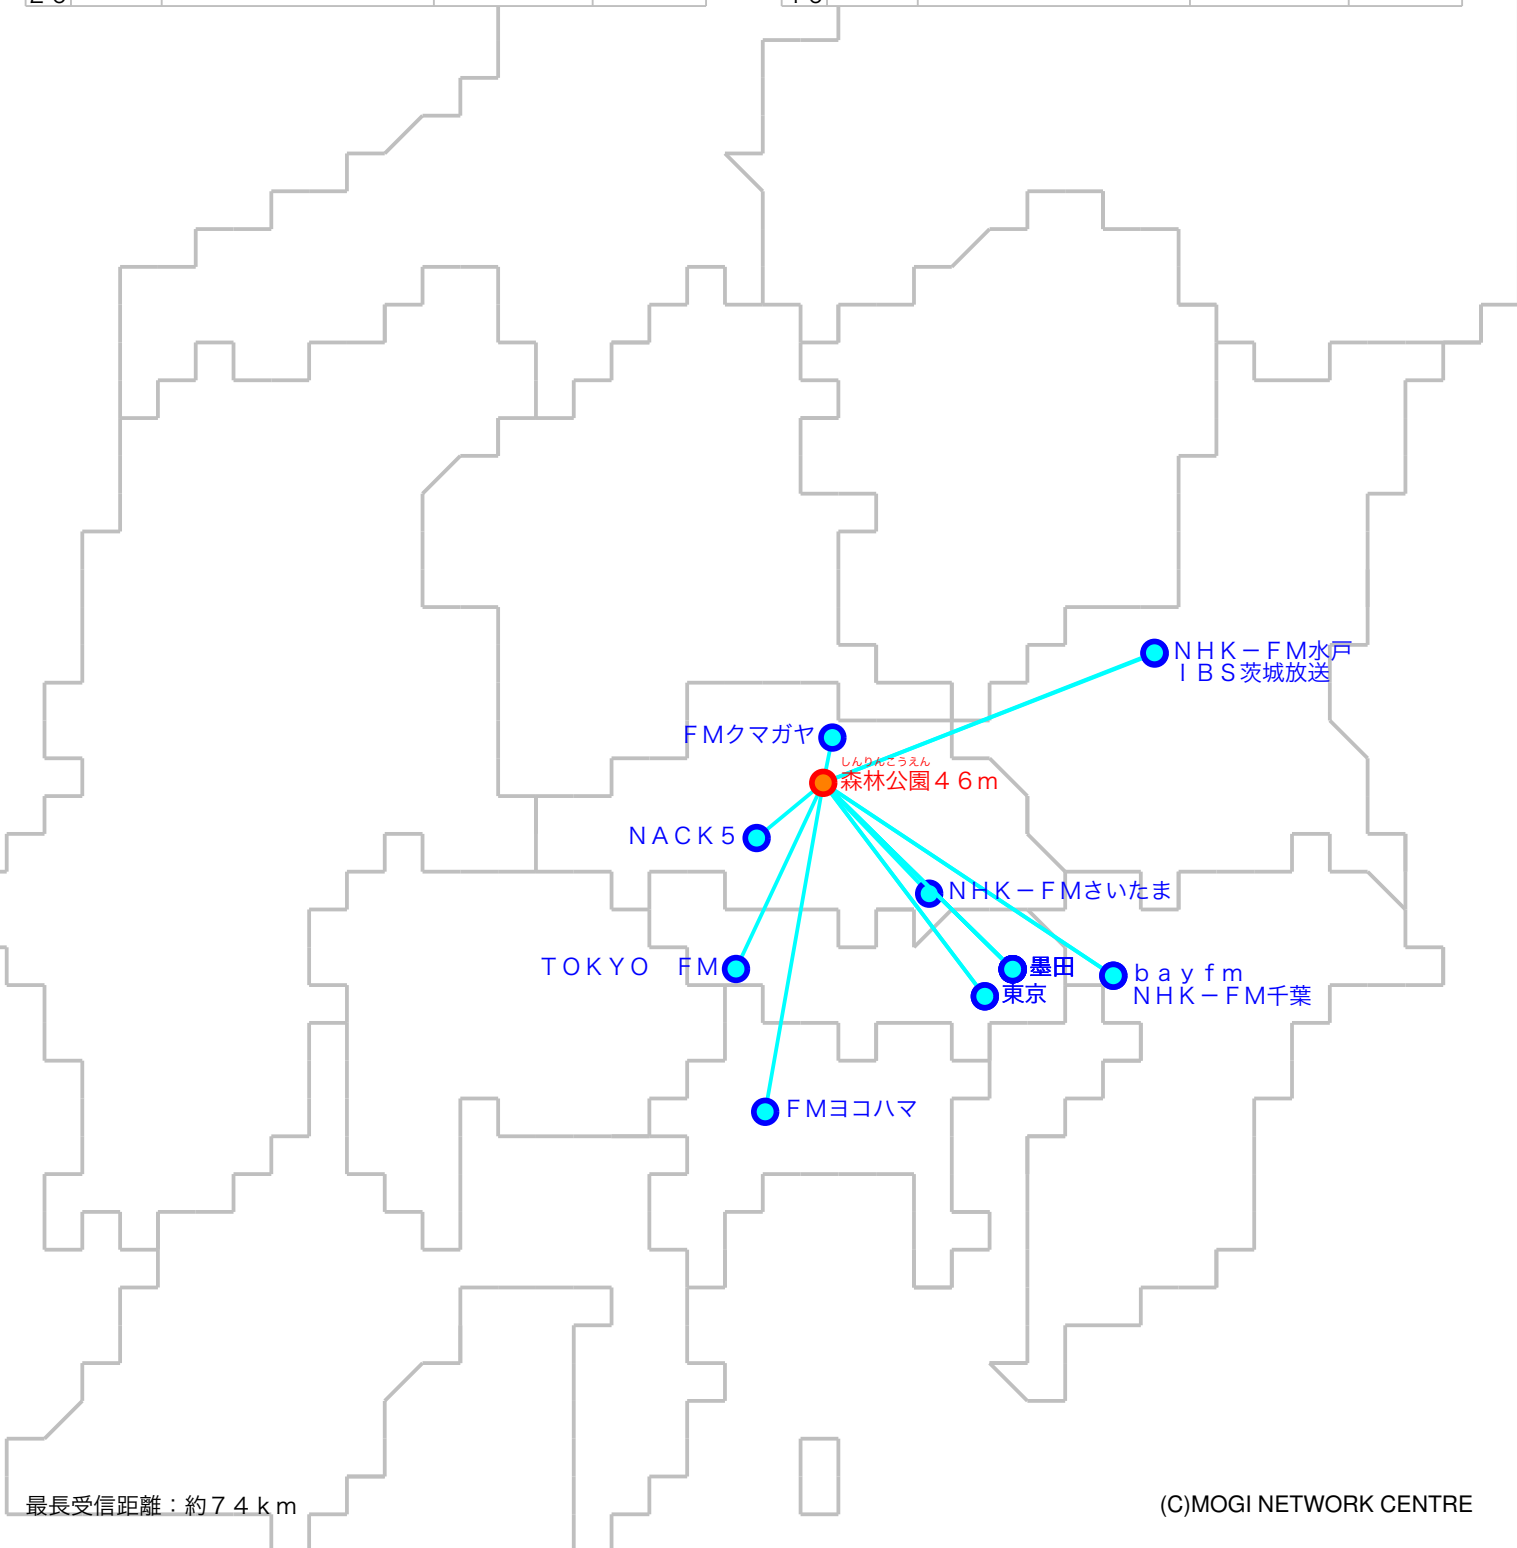 ＮＨＫ－ＦＭ水戸
ＩＢＳ茨城放送
ＦＭクマガヤ
しんりんこうえん
森林公園４６ｍ
ＮＡＣＫ５
ＮＨＫ－ＦＭさいたま
ＴＯＫＹＯ　ＦＭ
墨田
ｂａｙｆｍ
東京
ＮＨＫ－ＦＭ千葉
ＦＭヨコハマ
最長受信距離：約７４ｋｍ
(C)MOGI NETWORK CENTRE